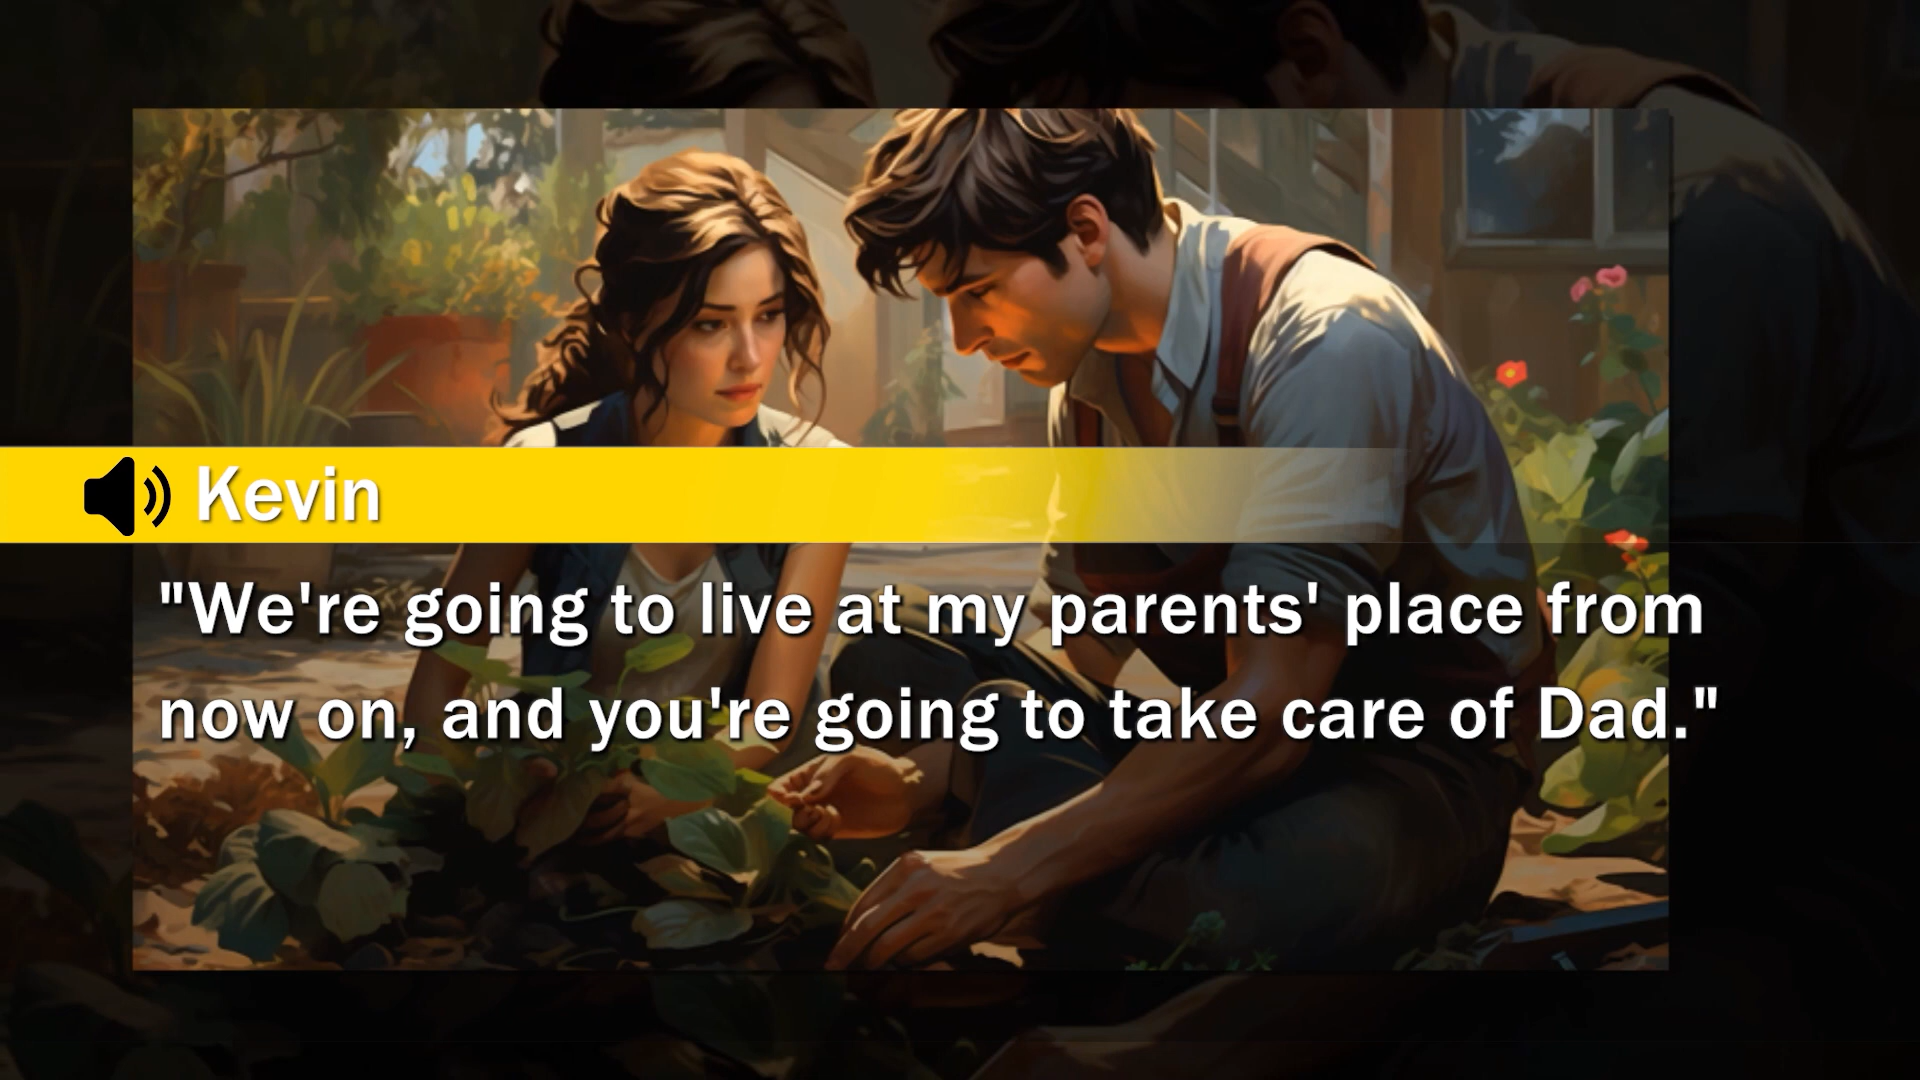 Kevin
"We're going to live at my parents' place from
now on, and you're going to take care of Dad."